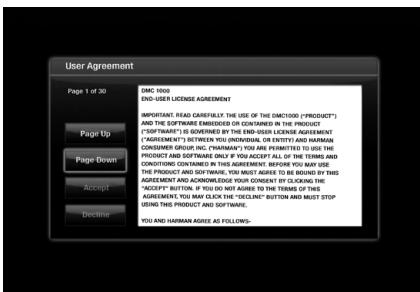 User Agreement
Page 1 of 30
Page Up
Page Down
Accept
Decline
DMC 1000
END-USER LICENSE AGREEMENT
IMPORTANT. READ CAREFULLY. THE USE OF THE DMC1000 ("PRODUCT")
AND THE SOFTWARE EMBEDDED OR CONTAINED IN THE PRODUCT
("SOFTWARE") IS GOVERNED BY THE END-USER LICENSE AGREEMENT
("AGREEMENT") BETWEEN YOU (INDIVIDUAL OR ENTITY) AND HARMAN
CONSUMER GROUP, INC. ("HARMAN") YOU ARE PERMITTED TO USE THE
PRODUCT AND SOFTWARE ONLY IF YOU ACCEPT ALL OF THE TERMS AND
CONDITIONS CONTAINED IN THIS AGREEMENT. BEFORE YOU MAY USE
THE PRODUCT AND SOFTWARE, YOU MUST AGREE TO BE BOUND BY THIS
AGREEMENT AND ACKNOWLEDGE YOUR CONSENT BY CLICKING THE
"ACCEPT" BUTTON. IF YOU DO NOT AGREE TO THE TERMS OF THIS
AGREEMENT, YOU MAY CLICK THE "DECLINE" BUTTON AND MUST STOP
USING THIS PRODUCT AND SOFTWARE.
YOU AND HARMAN AGREE AS FOLLOWS-